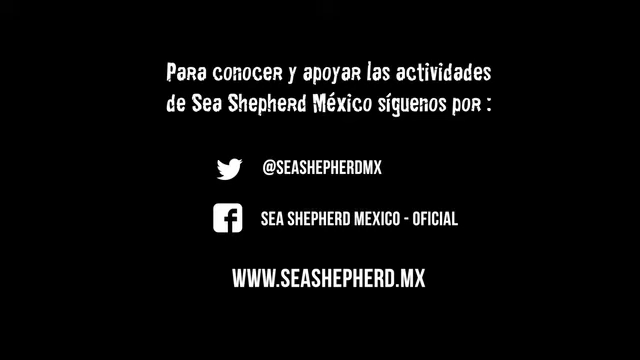 Para conocer y apoyar las actividades
de Sea Shepherd México síguenos por :
@SEASHEPHERDMX
SEA SHEPHERD MEXICO - OFICIAL
WWW.SEASHEPHERD.MX